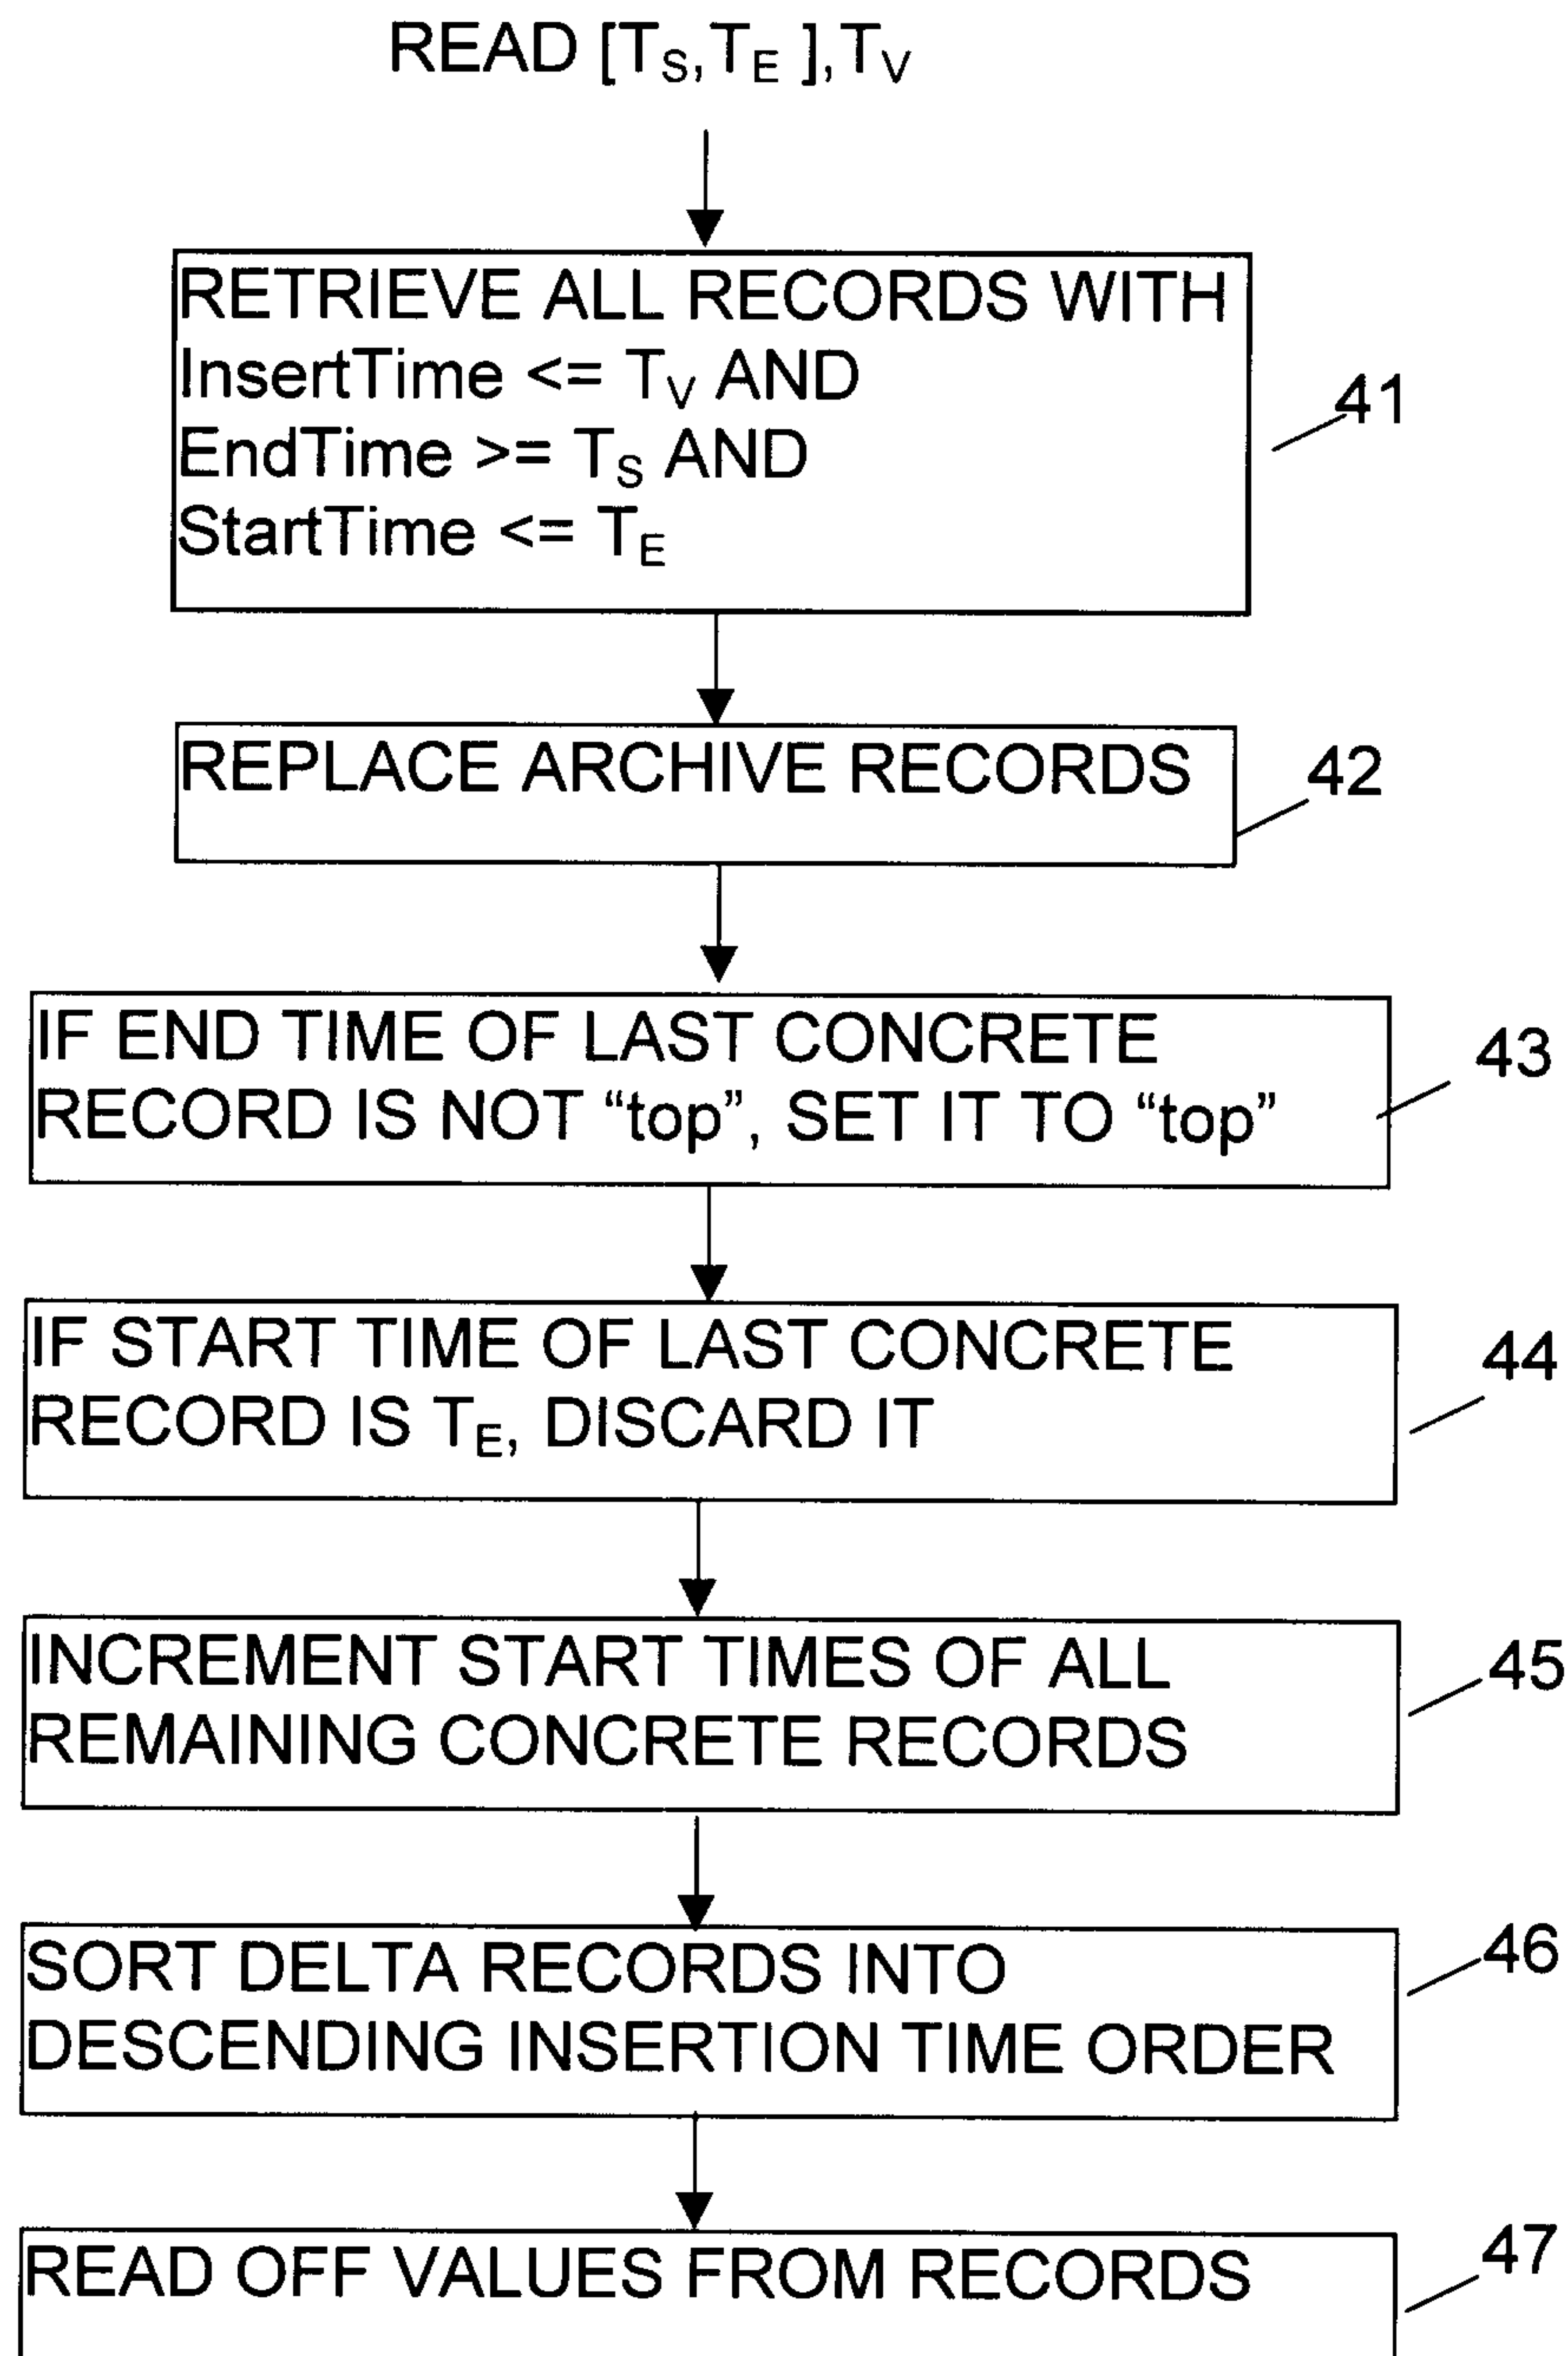 READ [TS,TE ],TV
RETRIEVE ALL RECORDS WITH
InsertTime <= TV AND
EndTime >= TS AND
StartTime <= TE
41
REPLACE ARCHIVE RECORDS
42
IF END TIME OF LAST CONCRETE
RECORD IS NOT “top”, SET IT TO “top”
43
IF START TIME OF LAST CONCRETE
RECORD IS TE, DISCARD IT
44
INCREMENT START TIMES OF ALL
REMAINING CONCRETE RECORDS
45
SORT DELTA RECORDS INTO
DESCENDING INSERTION TIME ORDER
46
READ OFF VALUES FROM RECORDS
47